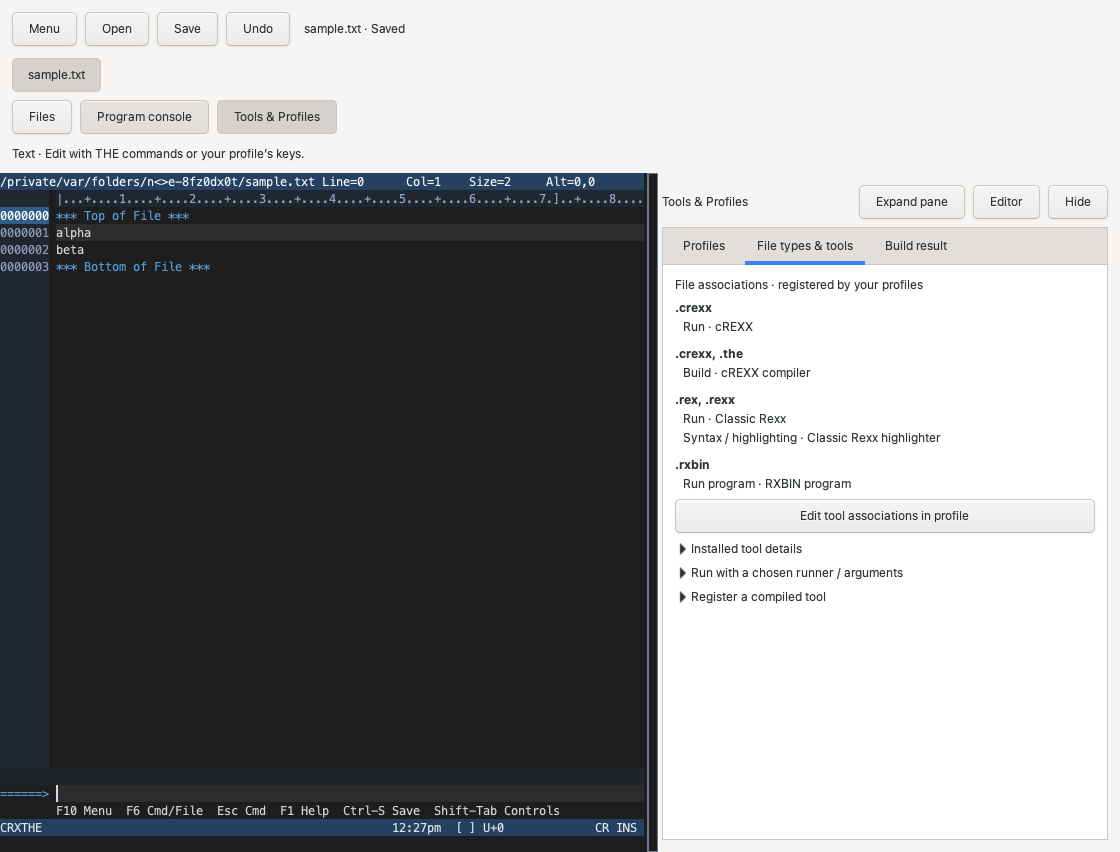 Menu Open Save Undo sample.txt · Saved
sample.txt
Files Program console Tools & Profiles
Text · Edit with THE commands or your profile's keys.
/private/var/folders/n<>e-8fz0dx0t/sample.txt Line=0 Col=1 Size=2 Alt=0,0
|...+....1....+....2....+....3....+....4....+....5....+....6....+....7.]..+....8....
0000000 *** Top of File ***
0000001 alpha
0000002 beta
0000003 *** Bottom of File ***
======>
F10 Menu F6 Cmd/File Esc Cmd F1 Help Ctrl-S Save Shift-Tab Controls
CRXTHE 12:27pm [ ] U+0 CR INS
Tools & Profiles Expand pane Editor Hide
Profiles File types & tools Build result
File associations · registered by your profiles
.crexx
Run · cREXX
.crexx, .the
Build · cREXX compiler
.rex, .rexx
Run · Classic Rexx
Syntax / highlighting · Classic Rexx highlighter
.rxbin
Run program · RXBIN program
Edit tool associations in profile
Installed tool details
Run with a chosen runner / arguments
Register a compiled tool